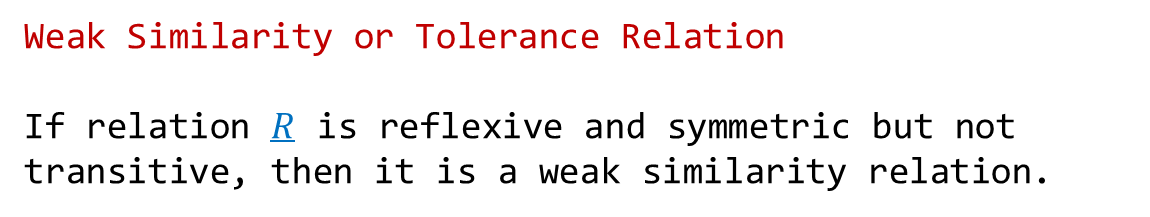 Weak Similarity or Tolerance Relation
If relation R is reflexive and symmetric but not
transitive, then it is a weak similarity relation.